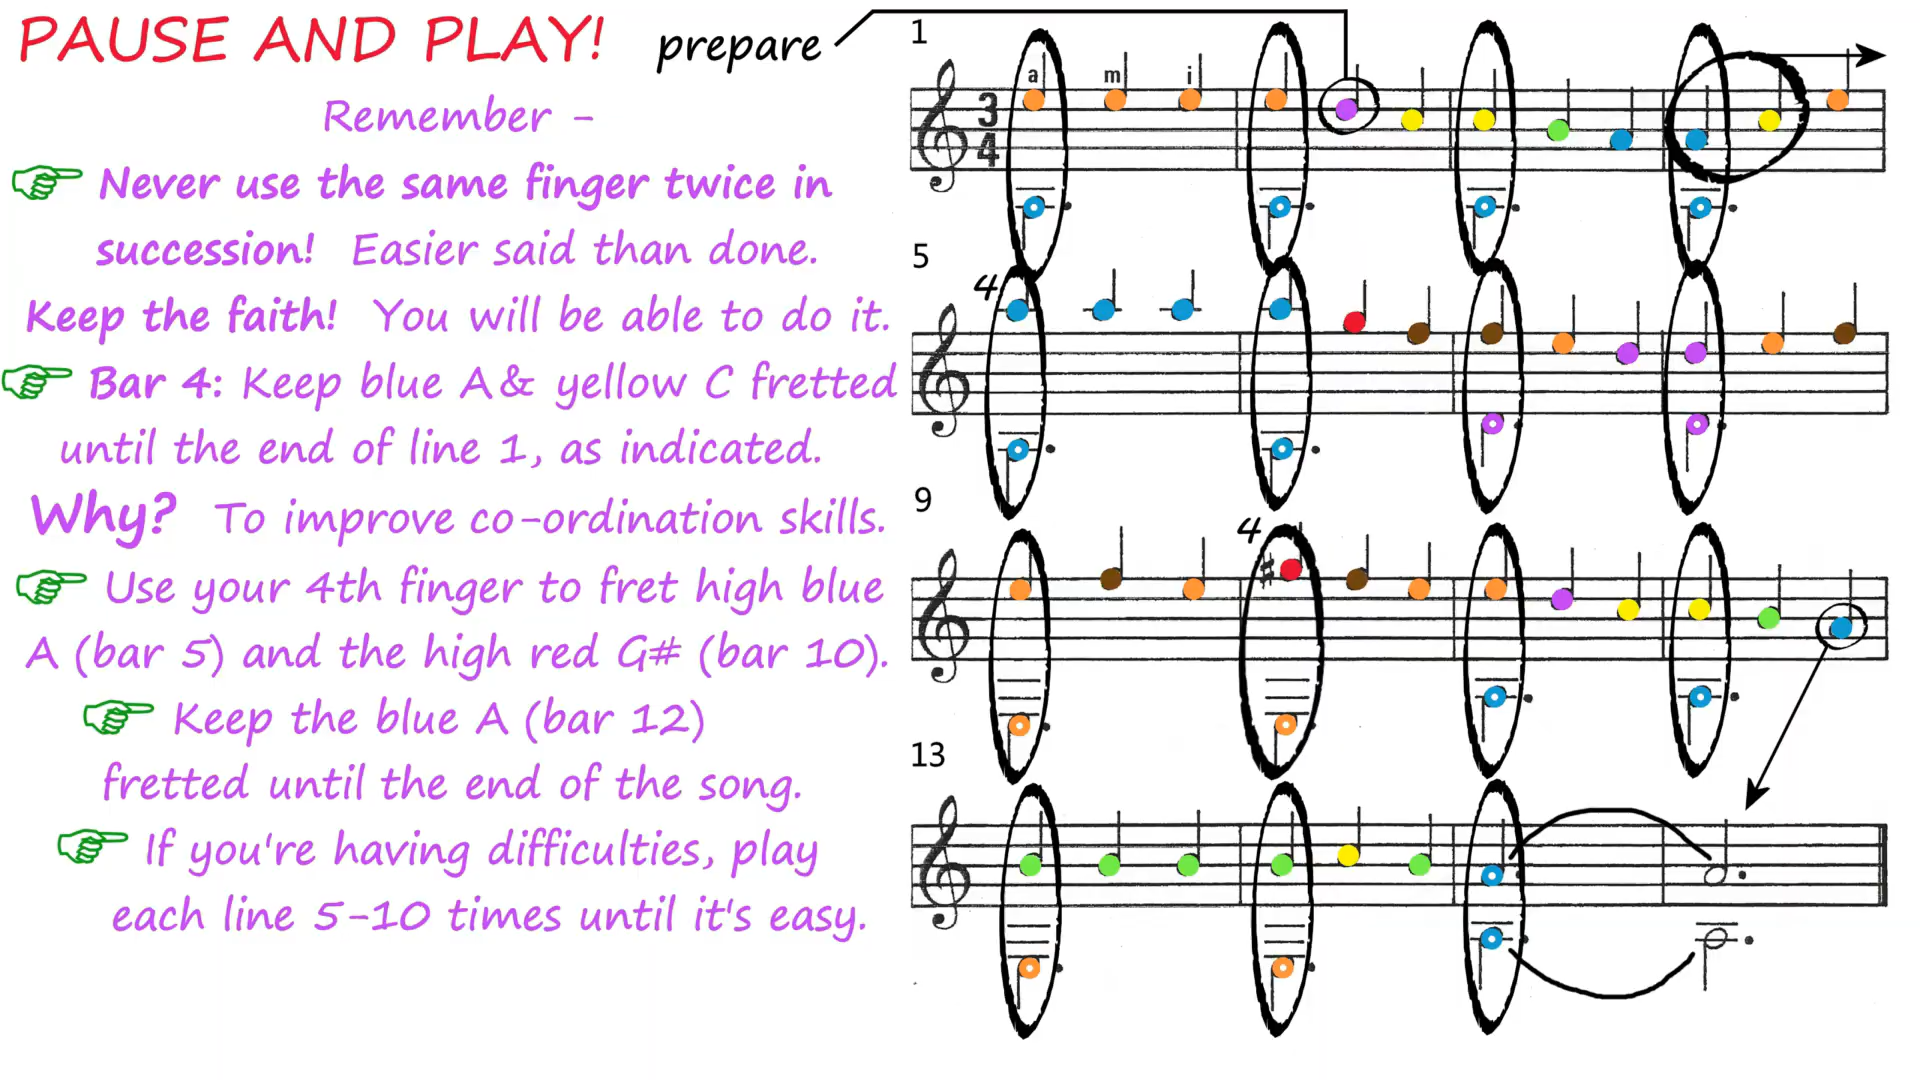 PAUSE AND PLAY!
prepare
Remember -
Never use the same finger twice in
succession! Easier said than done.
Keep the faith! You will be able to do it.
Bar 4: Keep blue A & yellow C fretted
until the end of line 1, as indicated.
Why? To improve co-ordination skills.
Use your 4th finger to fret high blue
A (bar 5) and the high red G# (bar 10).
Keep the blue A (bar 12)
fretted until the end of the song.
If you're having difficulties, play
each line 5-10 times until it's easy.
1
a m i
3
4
5
4
9
4
#
13